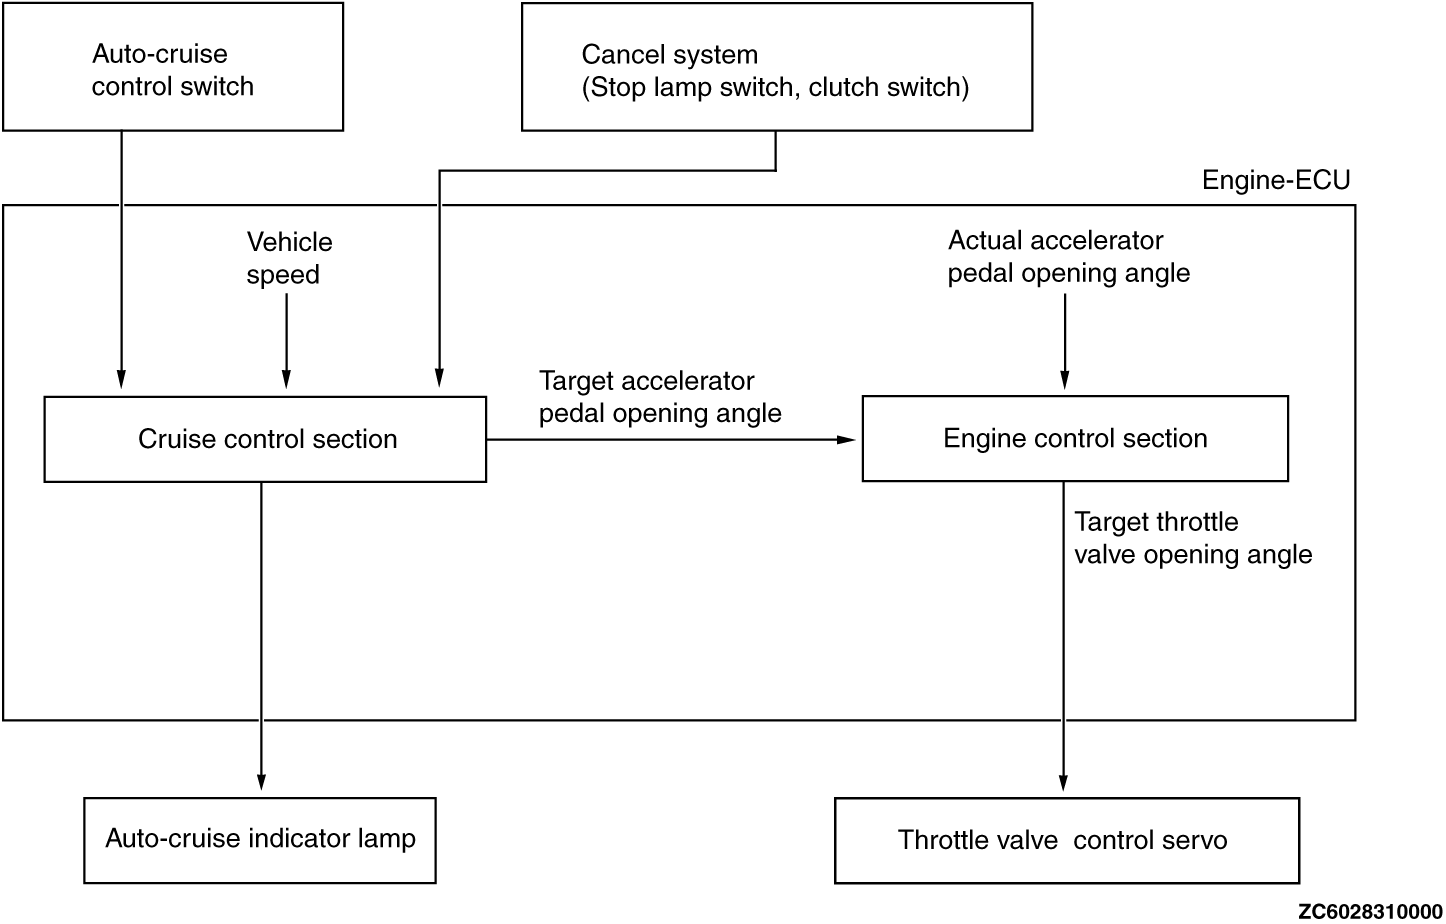 Auto-cruise
control switch
Cancel system
(Stop lamp switch, clutch switch)
Engine-ECU
Vehicle
speed
Actual accelerator
pedal opening angle
Target accelerator
pedal opening angle
Cruise control section
Engine control section
Target throttle
valve opening angle
Auto-cruise indicator lamp
Throttle valve control servo
ZC6028310000